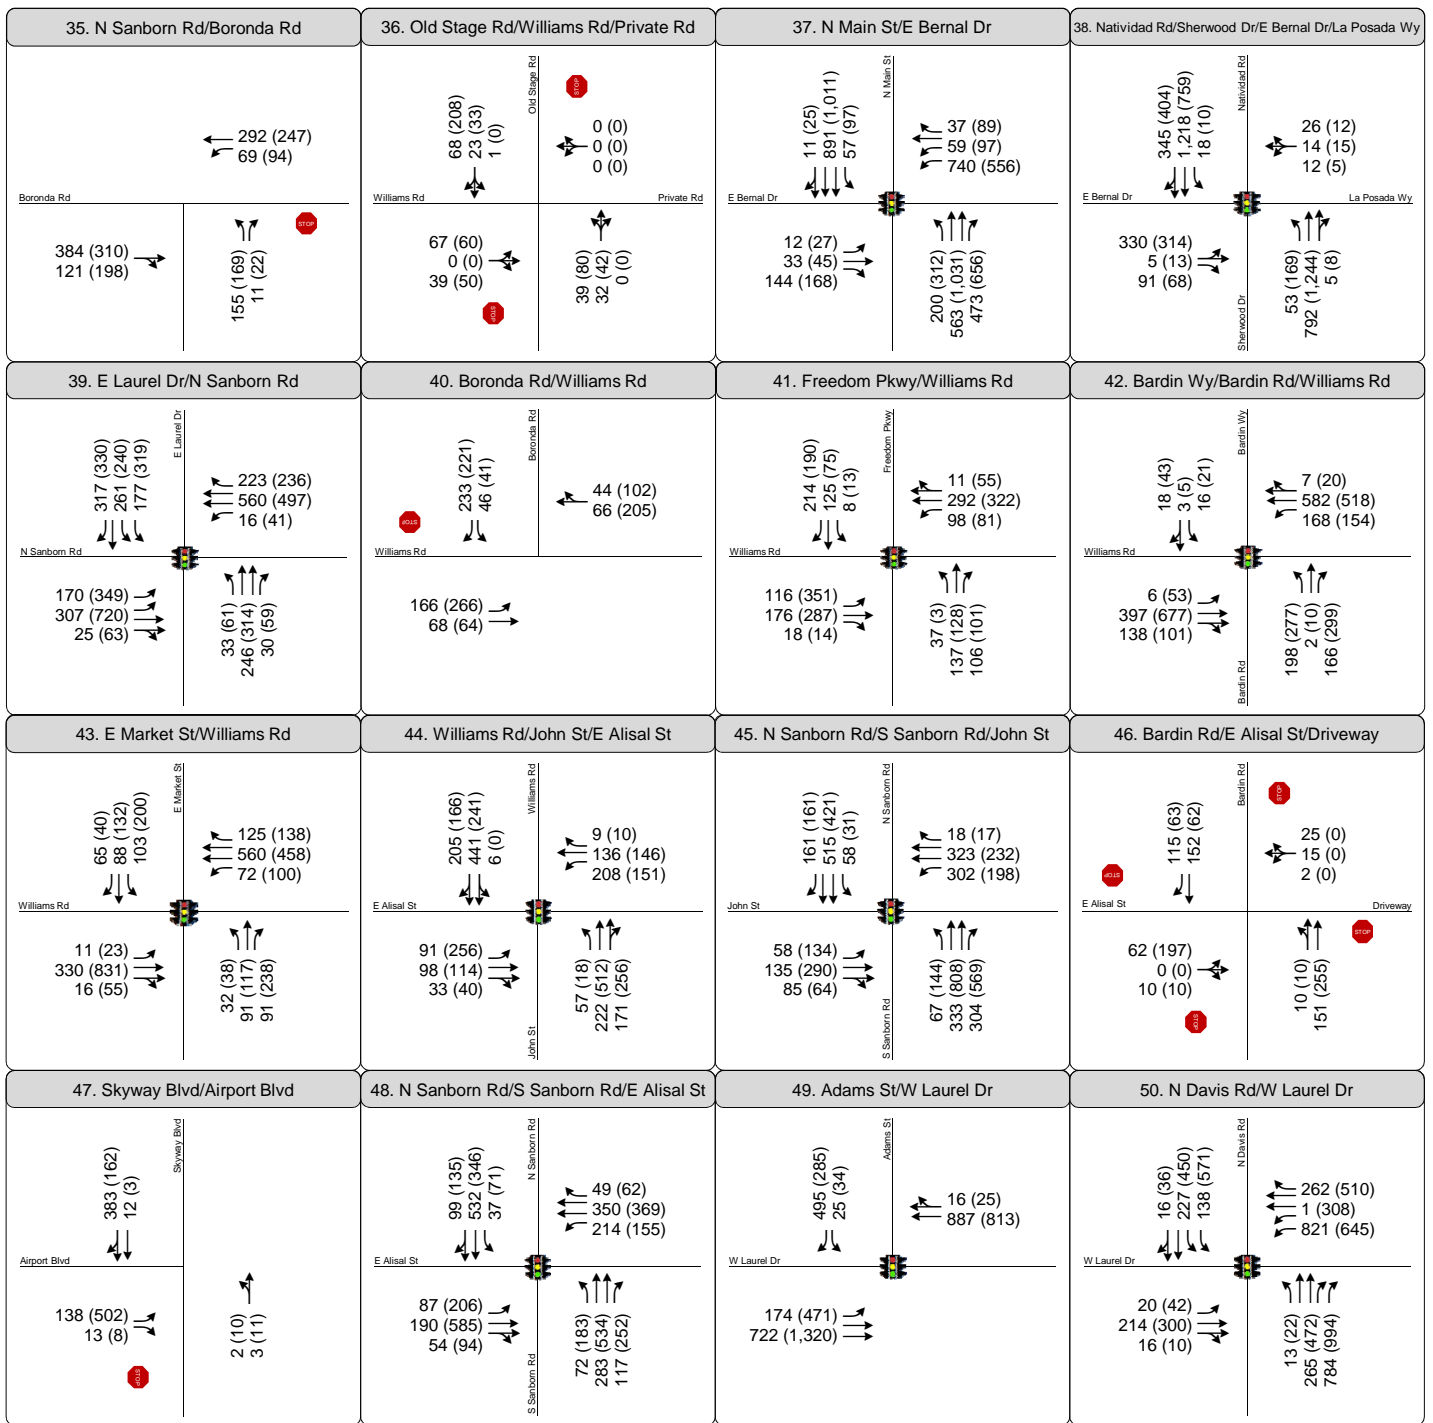 35. N Sanborn Rd/Boronda Rd
292 (247)
69 (94)
Boronda Rd
STOP
384 (310)
121 (198)
155 (169)
11 (22)
36. Old Stage Rd/Williams Rd/Private Rd
68 (208)
23 (33)
1 (0)
Old Stage Rd
STOP
0 (0)
0 (0)
0 (0)
Williams Rd
Private Rd
67 (60)
0 (0)
39 (50)
STOP
39 (80)
32 (42)
0 (0)
37. N Main St/E Bernal Dr
11 (25)
891 (1,011)
57 (97)
N Main St
37 (89)
59 (97)
740 (556)
E Bernal Dr
12 (27)
33 (45)
144 (168)
200 (312)
563 (1,031)
473 (656)
38. Natividad Rd/Sherwood Dr/E Bernal Dr/La Posada Wy
345 (404)
1,218 (759)
18 (10)
Natividad Rd
26 (12)
14 (15)
12 (5)
E Bernal Dr
La Posada Wy
330 (314)
5 (13)
91 (68)
Sherwood Dr
53 (169)
792 (1,244)
5 (8)
39. E Laurel Dr/N Sanborn Rd
317 (330)
261 (240)
177 (319)
E Laurel Dr
223 (236)
560 (497)
16 (41)
N Sanborn Rd
170 (349)
307 (720)
25 (63)
33 (61)
246 (314)
30 (59)
40. Boronda Rd/Williams Rd
233 (221)
46 (41)
Boronda Rd
44 (102)
66 (205)
STOP
Williams Rd
166 (266)
68 (64)
41. Freedom Pkwy/Williams Rd
214 (190)
125 (75)
8 (13)
Freedom Pkwy
11 (55)
292 (322)
98 (81)
Williams Rd
116 (351)
176 (287)
18 (14)
37 (3)
137 (128)
106 (101)
42. Bardin Wy/Bardin Rd/Williams Rd
18 (43)
3 (5)
16 (21)
Bardin Wy
7 (20)
582 (518)
168 (154)
Williams Rd
6 (53)
397 (677)
138 (101)
Bardin Rd
198 (277)
2 (10)
166 (299)
43. E Market St/Williams Rd
65 (40)
88 (132)
103 (200)
E Market St
125 (138)
560 (458)
72 (100)
Williams Rd
11 (23)
330 (831)
16 (55)
32 (38)
91 (117)
91 (238)
44. Williams Rd/John St/E Alisal St
205 (166)
441 (241)
6 (0)
Williams Rd
9 (10)
136 (146)
208 (151)
E Alisal St
91 (256)
98 (114)
33 (40)
John St
57 (18)
222 (512)
171 (256)
45. N Sanborn Rd/S Sanborn Rd/John St
161 (161)
515 (421)
58 (31)
N Sanborn Rd
18 (17)
323 (232)
302 (198)
John St
58 (134)
135 (290)
85 (64)
S Sanborn Rd
67 (144)
333 (808)
304 (569)
46. Bardin Rd/E Alisal St/Driveway
115 (63)
152 (62)
Bardin Rd
STOP
25 (0)
15 (0)
2 (0)
STOP
E Alisal St
Driveway
STOP
62 (197)
0 (0)
10 (10)
STOP
10 (10)
151 (255)
47. Skyway Blvd/Airport Blvd
383 (162)
12 (3)
Skyway Blvd
Airport Blvd
138 (502)
13 (8)
STOP
2 (10)
3 (11)
48. N Sanborn Rd/S Sanborn Rd/E Alisal St
99 (135)
532 (346)
37 (71)
N Sanborn Rd
49 (62)
350 (369)
214 (155)
E Alisal St
87 (206)
190 (585)
54 (94)
S Sanborn Rd
72 (183)
283 (534)
117 (252)
49. Adams St/W Laurel Dr
495 (285)
25 (34)
Adams St
16 (25)
887 (813)
W Laurel Dr
174 (471)
722 (1,320)
50. N Davis Rd/W Laurel Dr
16 (36)
227 (450)
138 (571)
N Davis Rd
262 (510)
1 (308)
821 (645)
W Laurel Dr
20 (42)
214 (300)
16 (10)
13 (22)
265 (472)
784 (994)